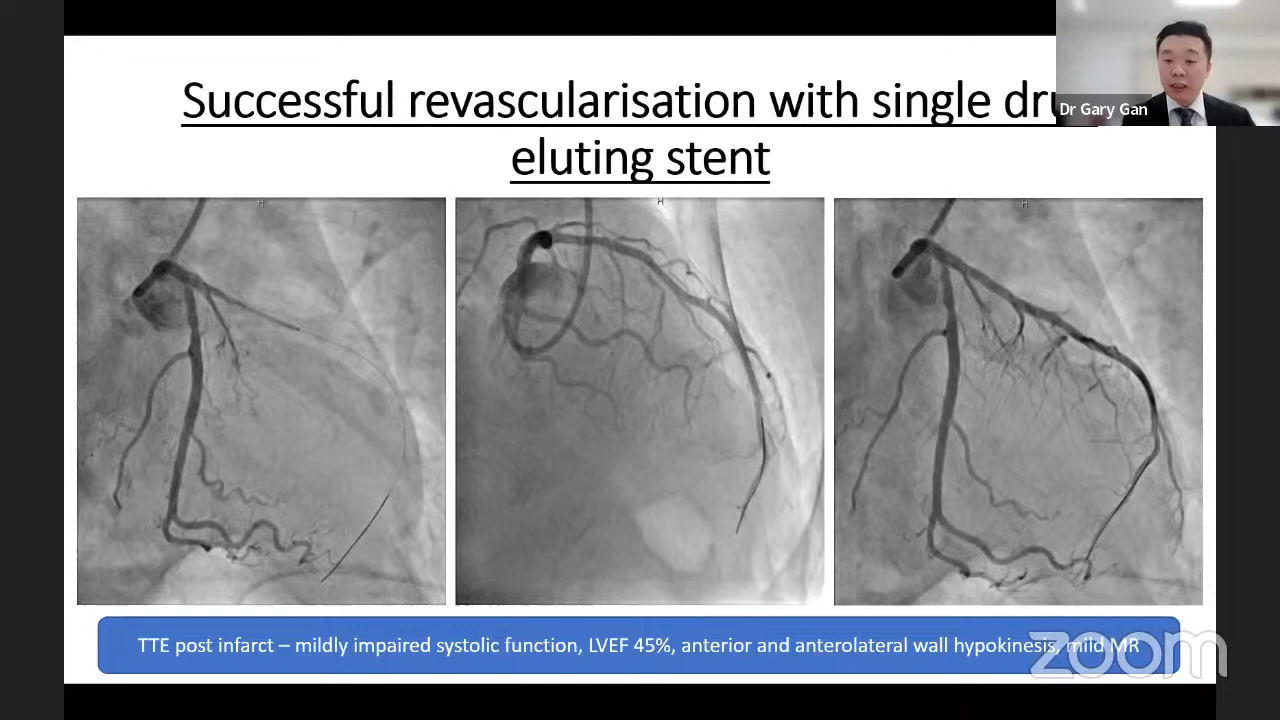 Successful revascularisation with single dru
eluting stent
Dr Gary Gan
H
H
H
TTE post infarct – mildly impaired systolic function, LVEF 45%, anterior and anterolateral wall hypokinesis, mild MR
zoom